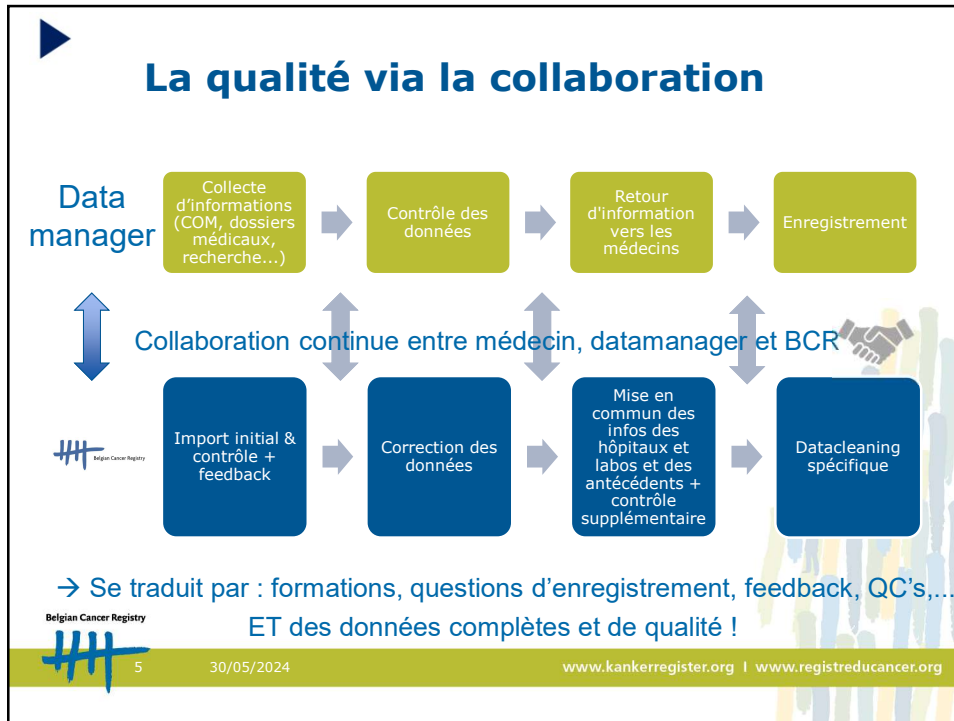 La qualité via la collaboration
Data
manager
Collecte
d'informations
(COM, dossiers
médicaux,
recherche...)
Contrôle des
données
Retour
d'information
vers les
médecins
Enregistrement
Collaboration continue entre médecin, datamanager et BCR
Belgian Cancer Registry
Import initial &
contrôle +
feedback
Correction des
données
Mise en
commun des
infos des
hôpitaux et
labos et des
antécédents +
contrôle
supplémentaire
Datacleaning
spécifique
→ Se traduit par : formations, questions d'enregistrement, feedback, QC's,...
ET des données complètes et de qualité !
Belgian Cancer Registry
5 30/05/2024 www.kankerregister.org I www.registreducancer.org